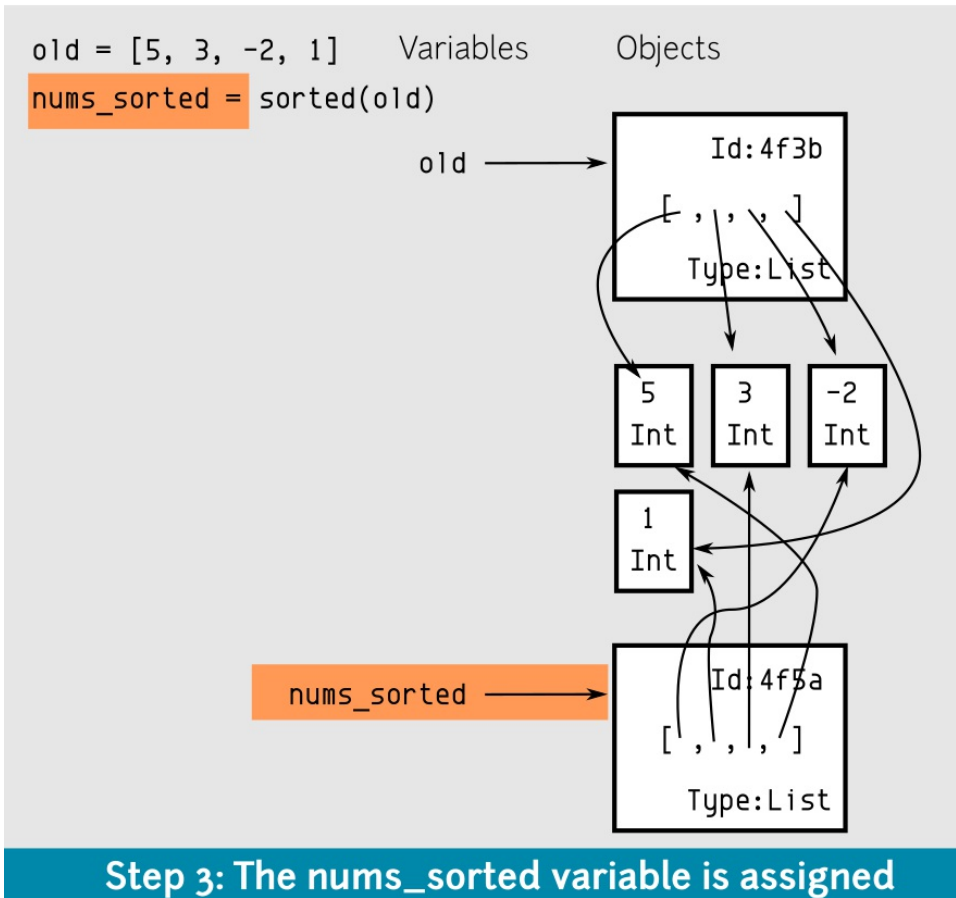 old = [5, 3, -2, 1] Variables Objects
nums_sorted = sorted(old)
Id:4f3b
old
[ , , , ]
Type:List
5 3 -2
Int Int Int
1
Int
Id:4f5a
nums_sorted
[ , , , ]
Type:List
Step 3: The nums_sorted variable is assigned